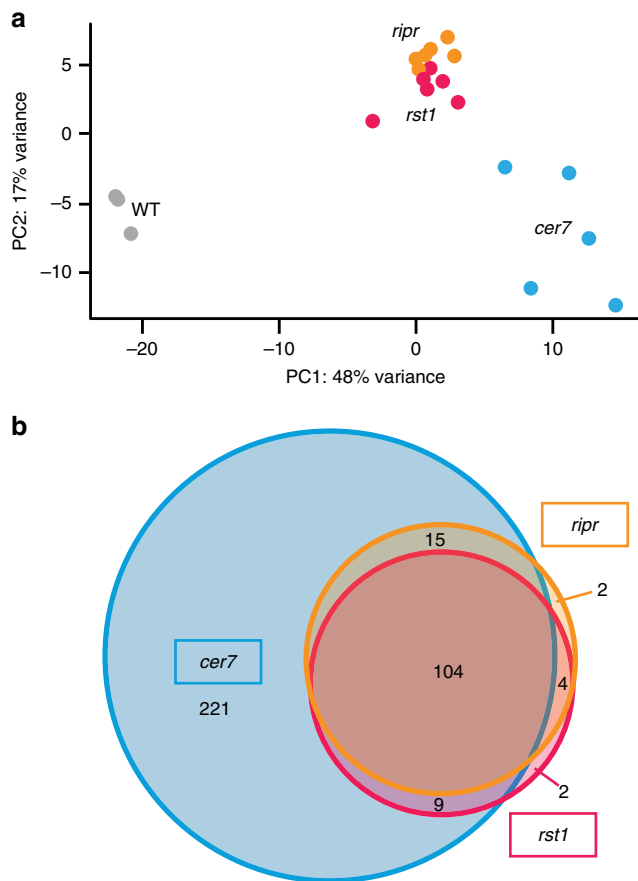 a
ripr
5
rst1
0
PC2: 17% variance
WT
−5
cer7
−10
−20
−10
0
10
PC1: 48% variance
b
15
ripr
2
cer7
104
4
221
9
2
rst1